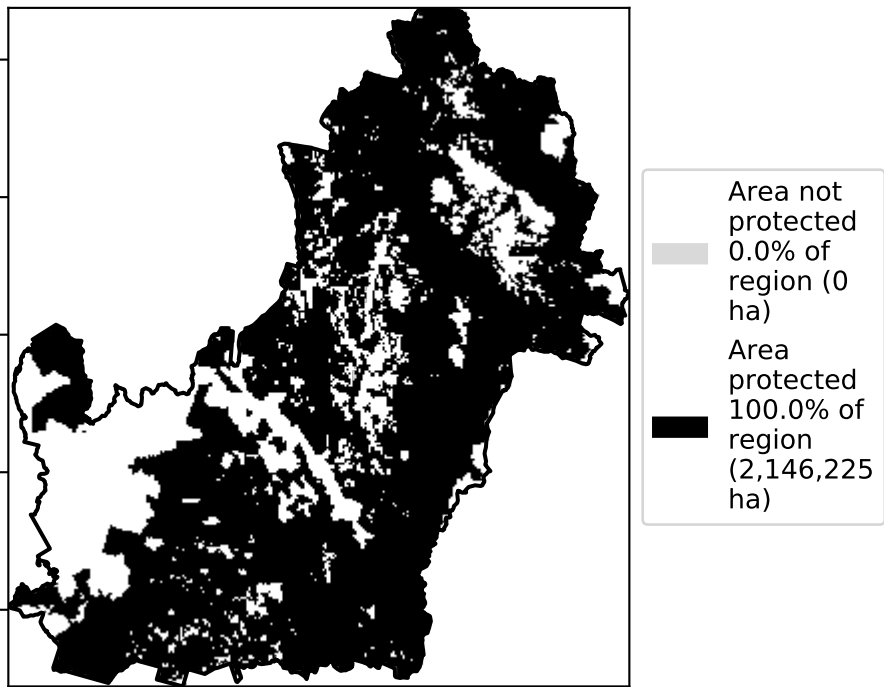 Area not
protected
0.0% of
region (0
ha)
Area
protected
100.0% of
region
(2,146,225
ha)